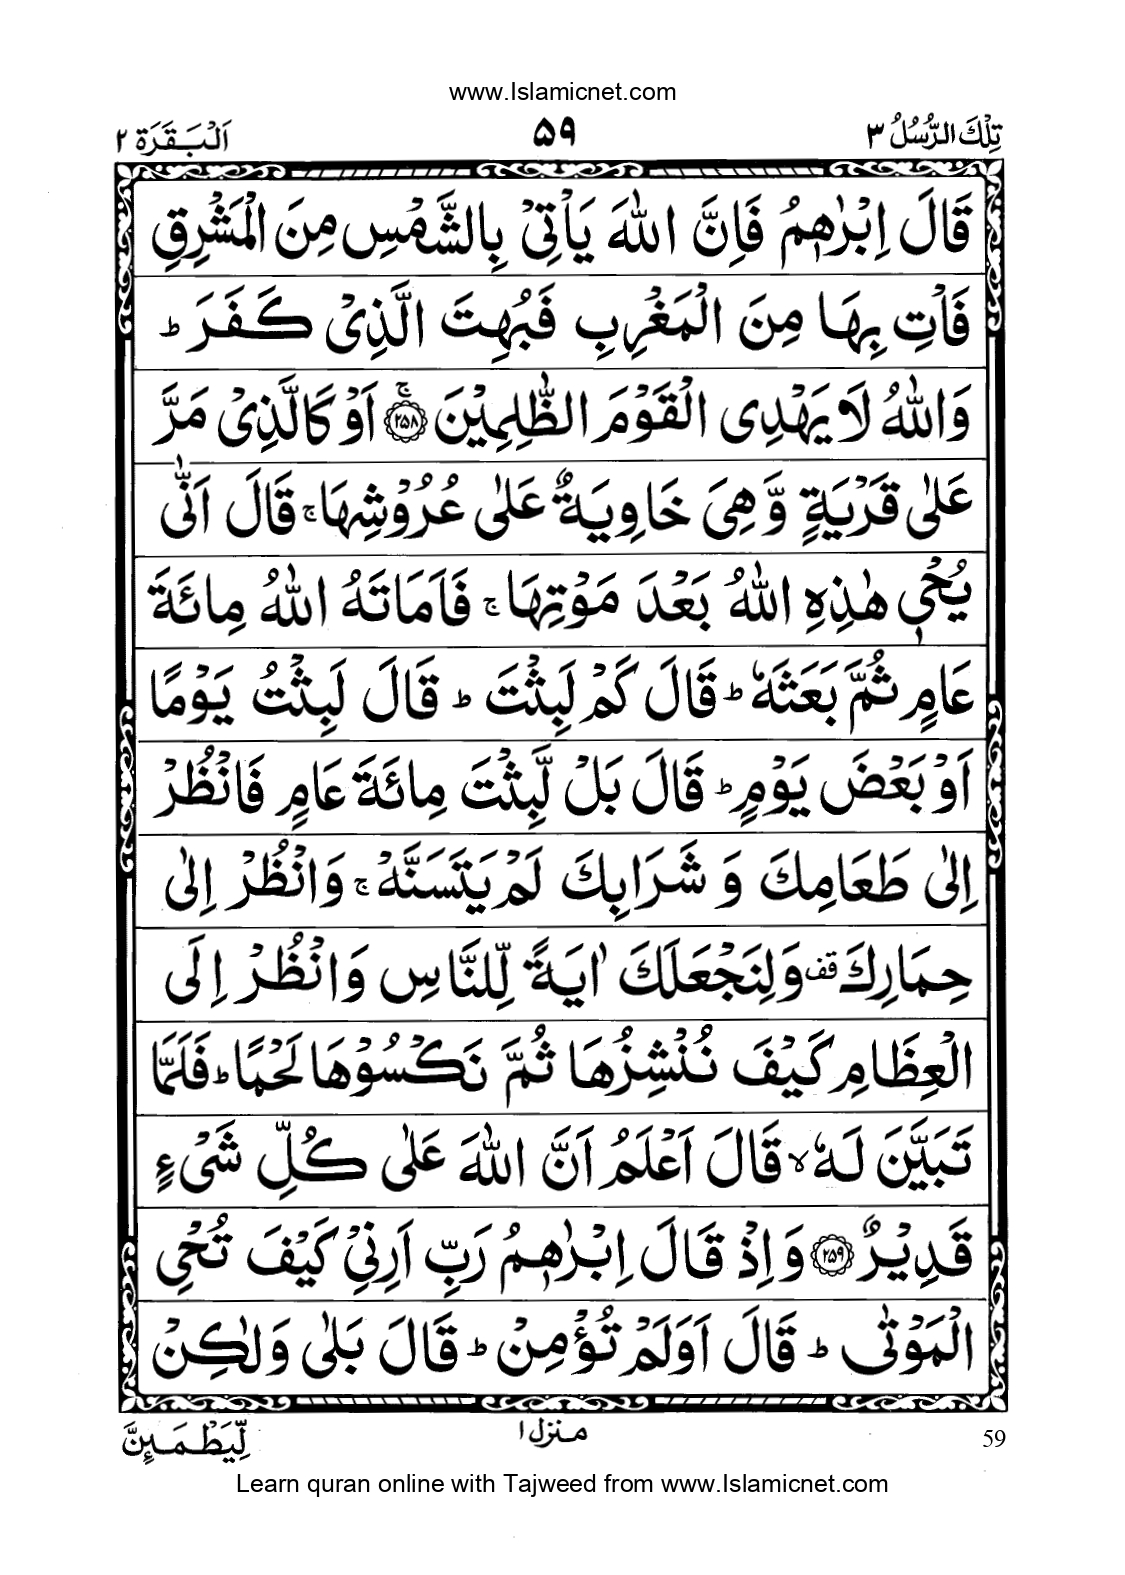 www.Islamicnet.com
تِلْكَ الرُّسُلُ ٣ ٥٩ اَلْبَقَرَة ٢
قَالَ اِبْرٰهٖمُ فَاِنَّ اللّٰهَ يَاْتِيْ بِالشَّمْسِ مِنَ الْمَشْرِقِ
فَاْتِ بِهَا مِنَ الْمَغْرِبِ فَبُهِتَ الَّذِيْ كَفَرَ ؕ
وَاللّٰهُ لَا يَهْدِى الْقَوْمَ الظّٰلِمِيْنَ ۚ‏﴿۲۵۸﴾ اَوْ كَالَّذِيْ مَرَّ
عَلٰى قَرْيَةٍ وَّهِيَ خَاوِيَةٌ عَلٰى عُرُوْشِهَا ۚ قَالَ اَنّٰى
يُحْيٖ هٰذِهِ اللّٰهُ بَعْدَ مَوْتِهَا ۚ فَاَمَاتَهُ اللّٰهُ مِائَةَ
عَامٍ ثُمَّ بَعَثَهٗ ؕ قَالَ كَمْ لَبِثْتَ ؕ قَالَ لَبِثْتُ يَوْمًا
اَوْ بَعْضَ يَوْمٍ ؕ قَالَ بَلْ لَّبِثْتَ مِائَةَ عَامٍ فَانْظُرْ
اِلٰى طَعَامِكَ وَ شَرَابِكَ لَمْ يَتَسَنَّهْ ۚ وَانْظُرْ اِلٰى
حِمَارِكَ قف وَلِنَجْعَلَكَ اٰيَةً لِّلنَّاسِ وَانْظُرْ اِلَى
الْعِظَامِ كَيْفَ نُنْشِزُهَا ثُمَّ نَكْسُوْهَا لَحْمًا ؕ فَلَمَّا
تَبَيَّنَ لَهٗ ۙ قَالَ اَعْلَمُ اَنَّ اللّٰهَ عَلٰى كُلِّ شَيْءٍ
قَدِيْرٌ ﴿۲۵۹﴾ وَاِذْ قَالَ اِبْرٰهٖمُ رَبِّ اَرِنِيْ كَيْفَ تُحْيِ
الْمَوْتٰى ؕ قَالَ اَوَلَمْ تُؤْمِنْ ؕ قَالَ بَلٰى وَلٰكِنْ
لِّيَطْمَئِنَّ منزل ١ 59
Learn quran online with Tajweed from www.Islamicnet.com